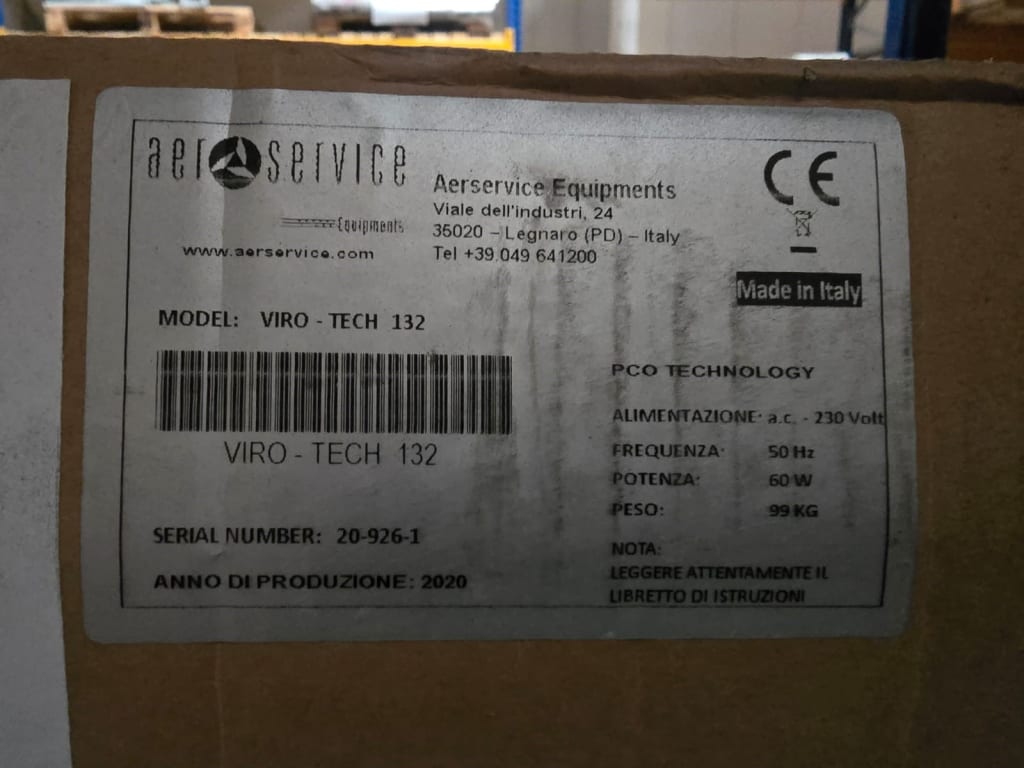 aeroservice
Equipments
www.aerservice.com
Aerservice Equipments
Viale dell'industri, 24
35020 – Legnaro (PD) – Italy
Tel +39.049 641200
CE
Made in Italy
MODEL: VIRO - TECH 132
VIRO - TECH 132
SERIAL NUMBER: 20-926-1
ANNO DI PRODUZIONE: 2020
PCO TECHNOLOGY
ALIMENTAZIONE: a.c. - 230 Volt
FREQUENZA: 50 Hz
POTENZA: 60 W
PESO: 99 KG
NOTA:
LEGGERE ATTENTAMENTE IL
LIBRETTO DI ISTRUZIONI